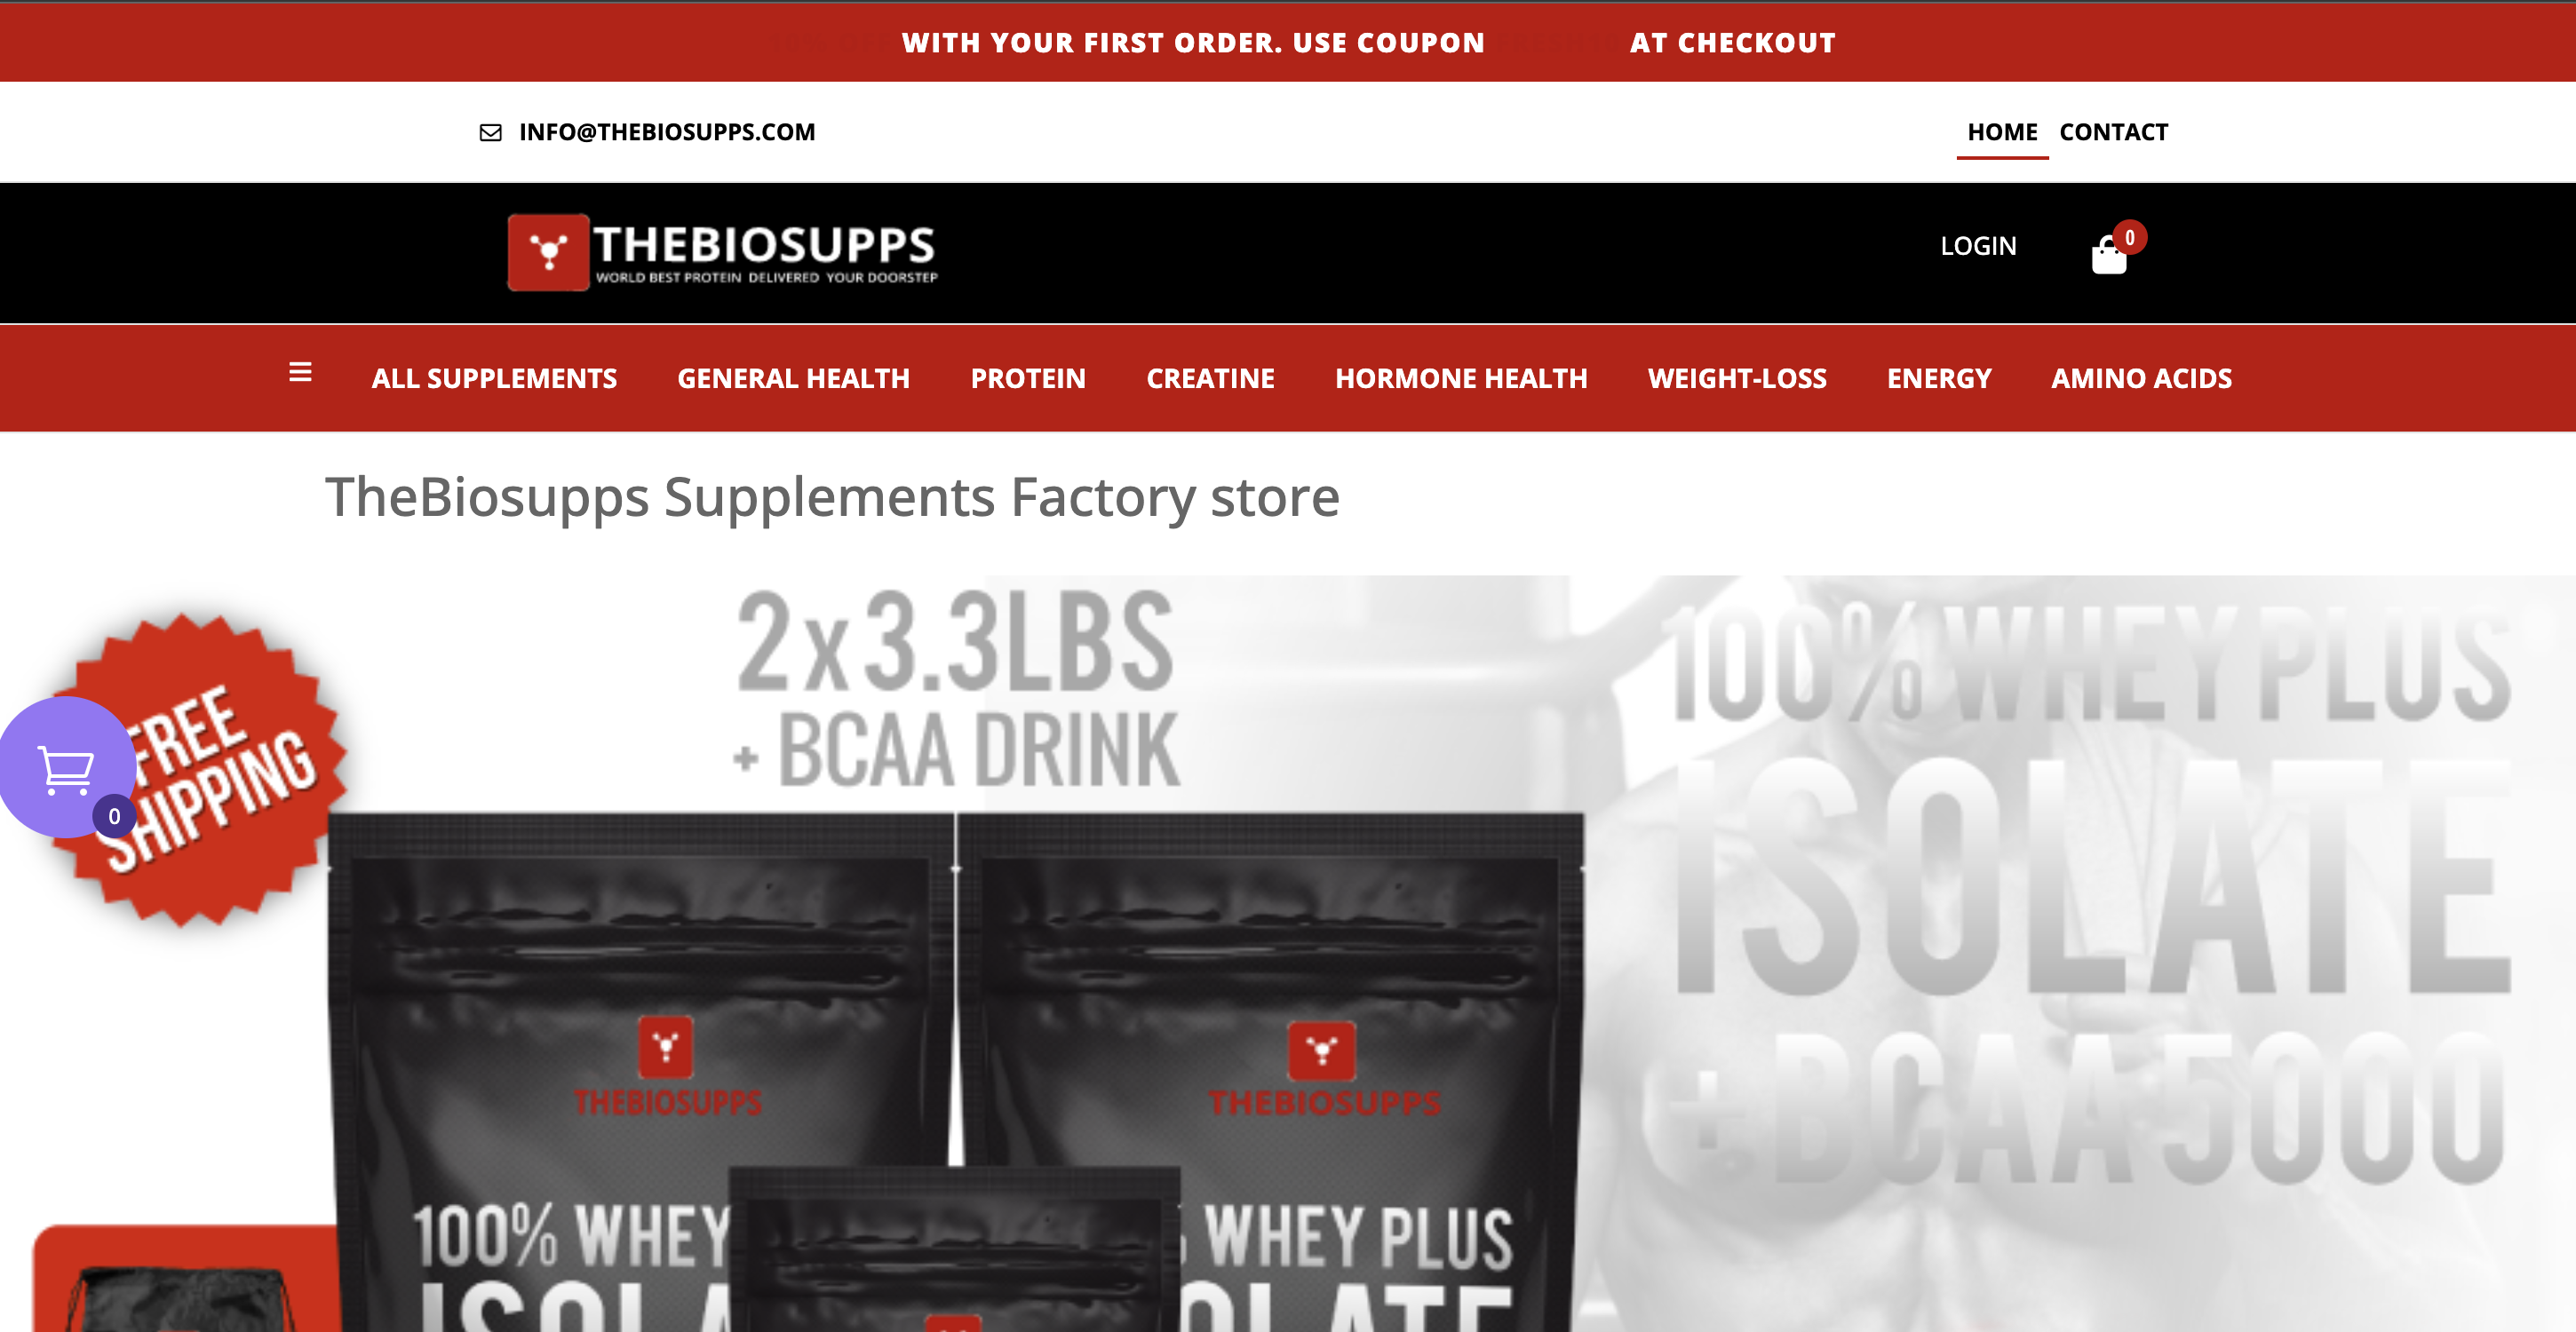 WITH YOUR FIRST ORDER. USE COUPON AT CHECKOUT
INFO@THEBIOSUPPS.COM
HOME CONTACT
THEBIOSUPPS
WORLD BEST PROTEIN DELIVERED YOUR DOORSTEP
LOGIN
0
ALL SUPPLEMENTS GENERAL HEALTH PROTEIN CREATINE HORMONE HEALTH WEIGHT-LOSS ENERGY AMINO ACIDS
TheBiosupps Supplements Factory store
FREE
SHIPPING
0
2x3.3LBS
+ BCAA DRINK
100% WHEY PLUS
ISOLATE
+ BCAA 5000
THEBIOSUPPS
100% WHEY
THEBIOSUPPS
WHEY PLUS